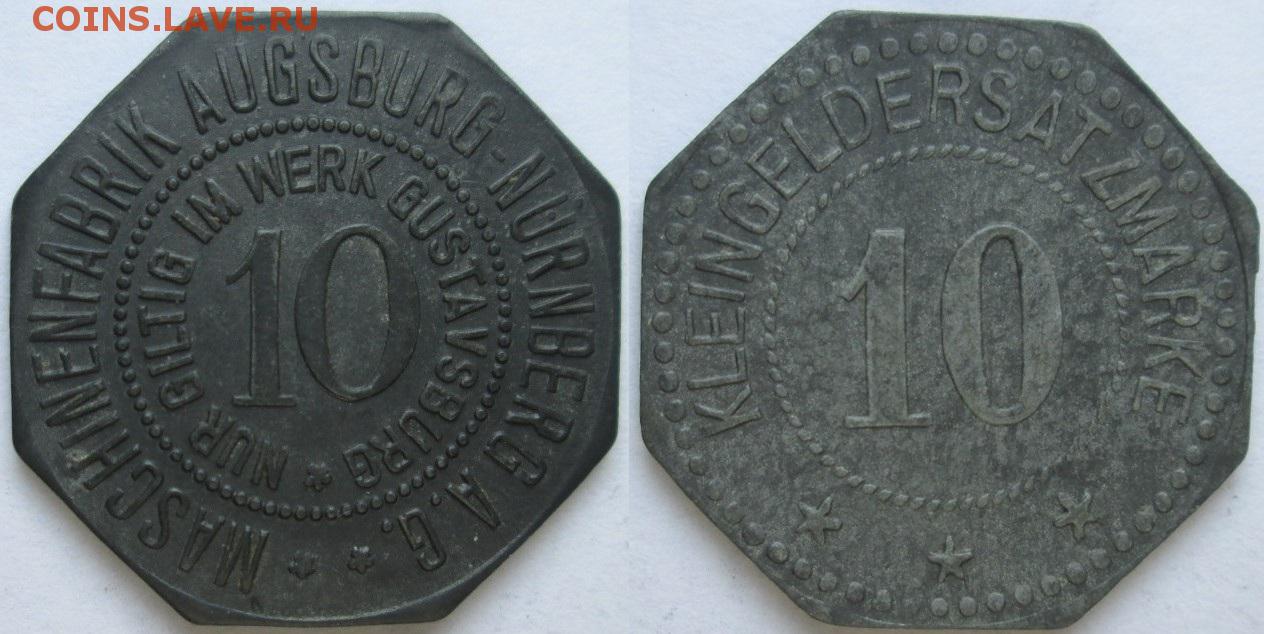 COINS.LAVE.RU
MASCHINENFABRIK AUGSBURG-NÜRNBERG A.G.
NUR GILTIG IM WERK GUSTAVSBURG
10
KLEINGELDERSATZMARKE
10